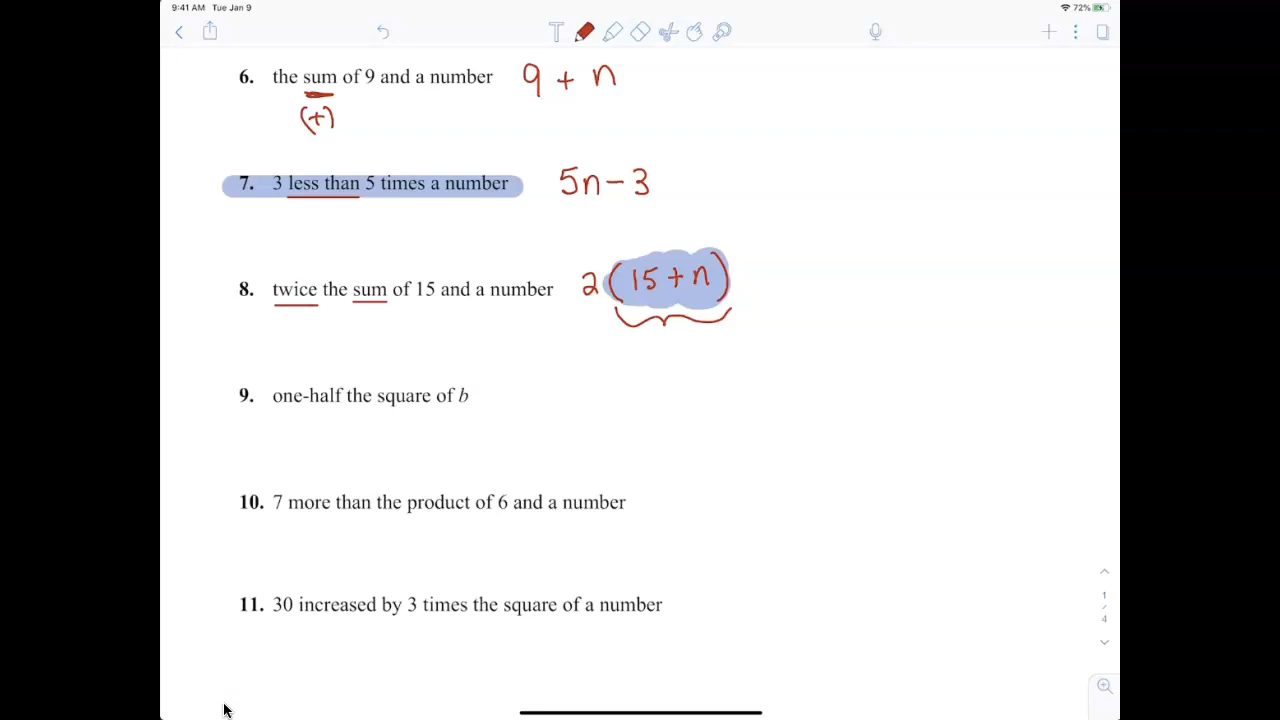 9:41 AM Tue Jan 9 72%
T
6. the sum of 9 and a number 9 + n
(+)
7. 3 less than 5 times a number 5n - 3
8. twice the sum of 15 and a number 2(15 + n)
9. one-half the square of b
10. 7 more than the product of 6 and a number
11. 30 increased by 3 times the square of a number
1
/
4